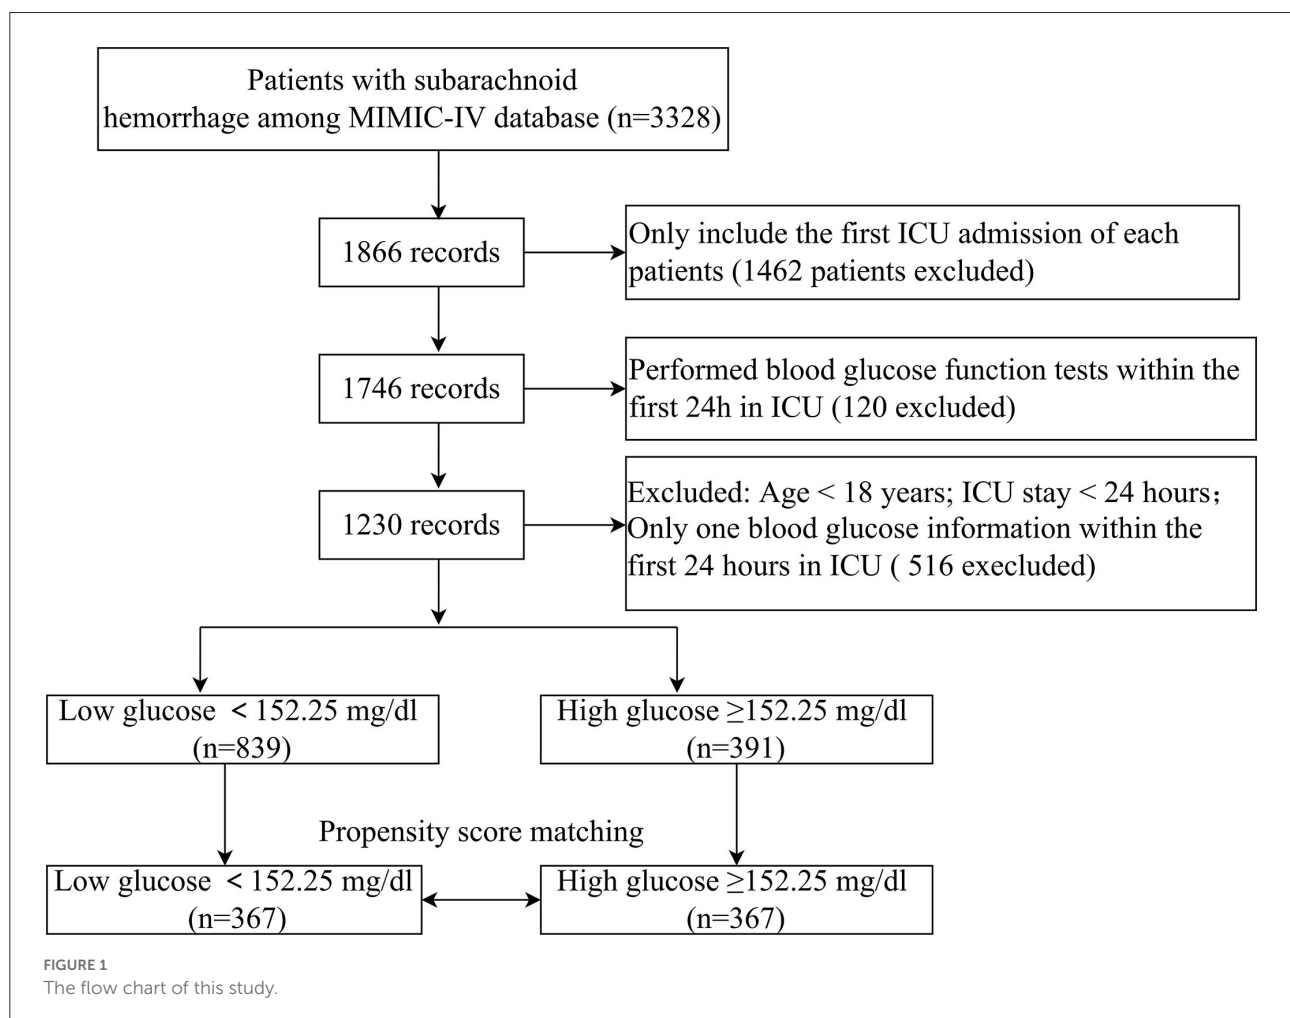 Patients with subarachnoid
hemorrhage among MIMIC-IV database (n=3328)
1866 records
Only include the first ICU admission of each
patients (1462 patients excluded)
1746 records
Performed blood glucose function tests within the
first 24h in ICU (120 excluded)
1230 records
Excluded: Age < 18 years; ICU stay < 24 hours；
Only one blood glucose information within the
first 24 hours in ICU ( 516 execluded)
Low glucose < 152.25 mg/dl
(n=839)
High glucose ≥152.25 mg/dl
(n=391)
Propensity score matching
Low glucose < 152.25 mg/dl
(n=367)
High glucose ≥152.25 mg/dl
(n=367)
FIGURE 1
The flow chart of this study.